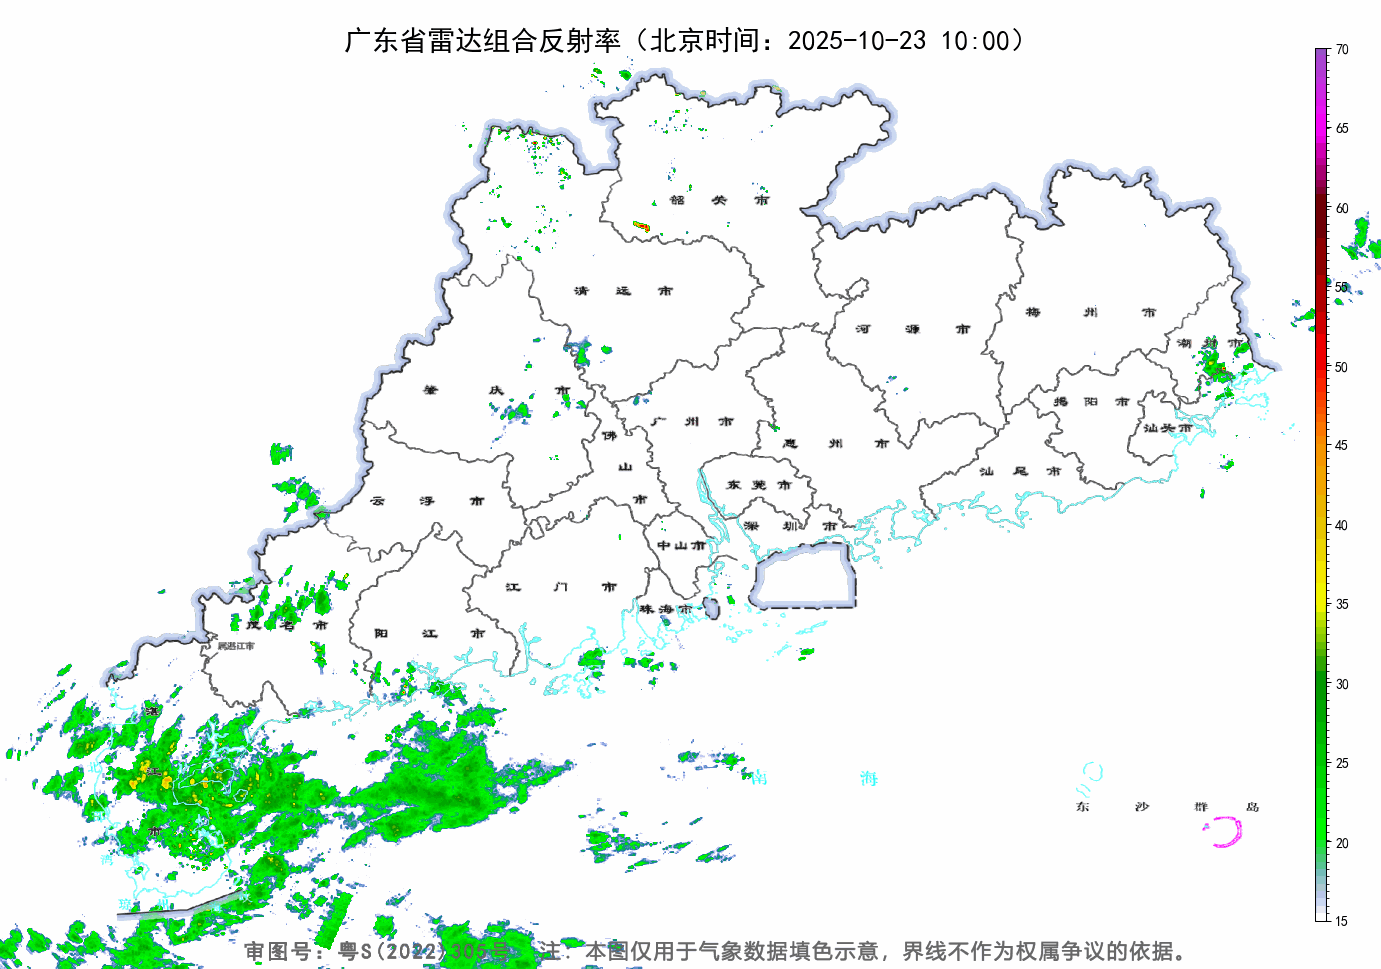 广东省雷达组合反射率（北京时间：2025-10-23 10:00）
70
65
60
55
50
45
40
35
30
25
20
15
韶关市
清远市
河源市
梅州市
潮州市
肇庆市
广州市
惠州市
揭阳市
汕头市
佛山市
云浮市
东莞市
汕尾市
深圳市
中山市
江门市
珠海市
阳江市
茂名市
属湛江市
湛江市
南海
东沙群岛
审图号：粤S(2022)305号 注：本图仅用于气象数据填色示意，界线不作为权属争议的依据。